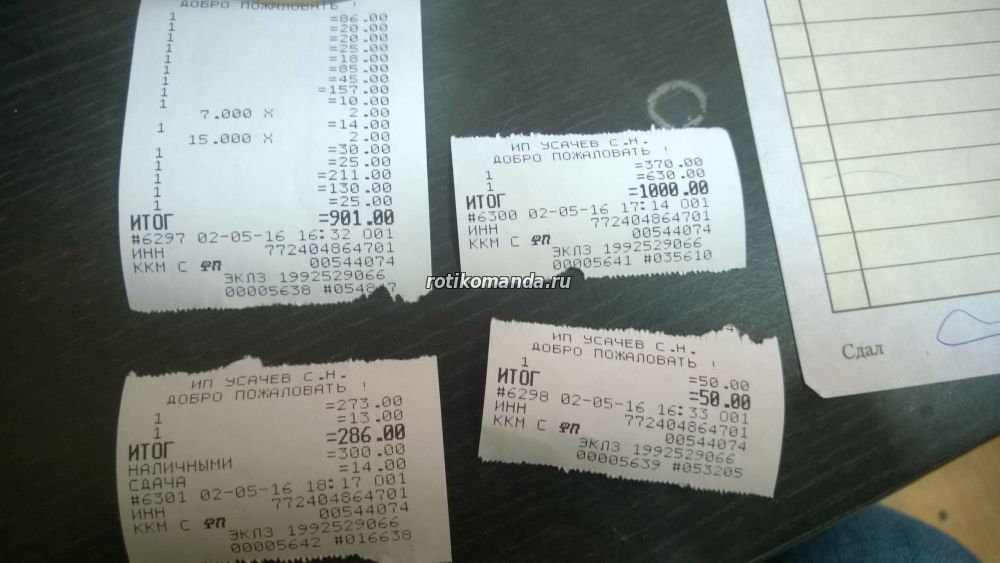 ДОБРО ПОЖАЛОВАТЬ !
1
=86.00
1
=20.00
1
=20.00
1
=25.00
1
=18.00
1
=85.00
1
=45.00
1
=157.00
1
=10.00
7.000 X 2.00
1
=14.00
15.000 X 2.00
=30.00
1
=25.00
1
=211.00
1
=130.00
1
=25.00
ИТОГ =901.00
#6297 02-05-16 16:32 001
ИНН 772404864701
ККМ С ФП 00544074
ЭКЛЗ 1992529066
00005638
ИП УСАЧЕВ С.Н.
ДОБРО ПОЖАЛОВАТЬ !
1 =370.00
1 =630.00
ИТОГ =1000.00
#6300 02-05-16 17:14 001
ИНН 772404864701
ККМ С ФП 00544074
ЭКЛЗ 1992529066
00005641 #035610
rotikomanda.ru
ИП УСАЧЕВ С.Н.
ДОБРО ПОЖАЛОВАТЬ !
1 =273.00
1 =13.00
ИТОГ =286.00
НАЛИЧНЫМИ =300.00
СДАЧА =14.00
#6301 02-05-16 18:17 001
ИНН 772404864701
ККМ С ФП 00544074
ЭКЛЗ 1992529066
00005642 #016638
ИП УСАЧЕВ С.Н.
ДОБРО ПОЖАЛОВАТЬ !
1 =50.00
ИТОГ =50.00
#6298 02-05-16 16:33 001
ИНН 772404864701
ККМ С ФП 00544074
ЭКЛЗ 1992529066
00005639 #053205
Сдал